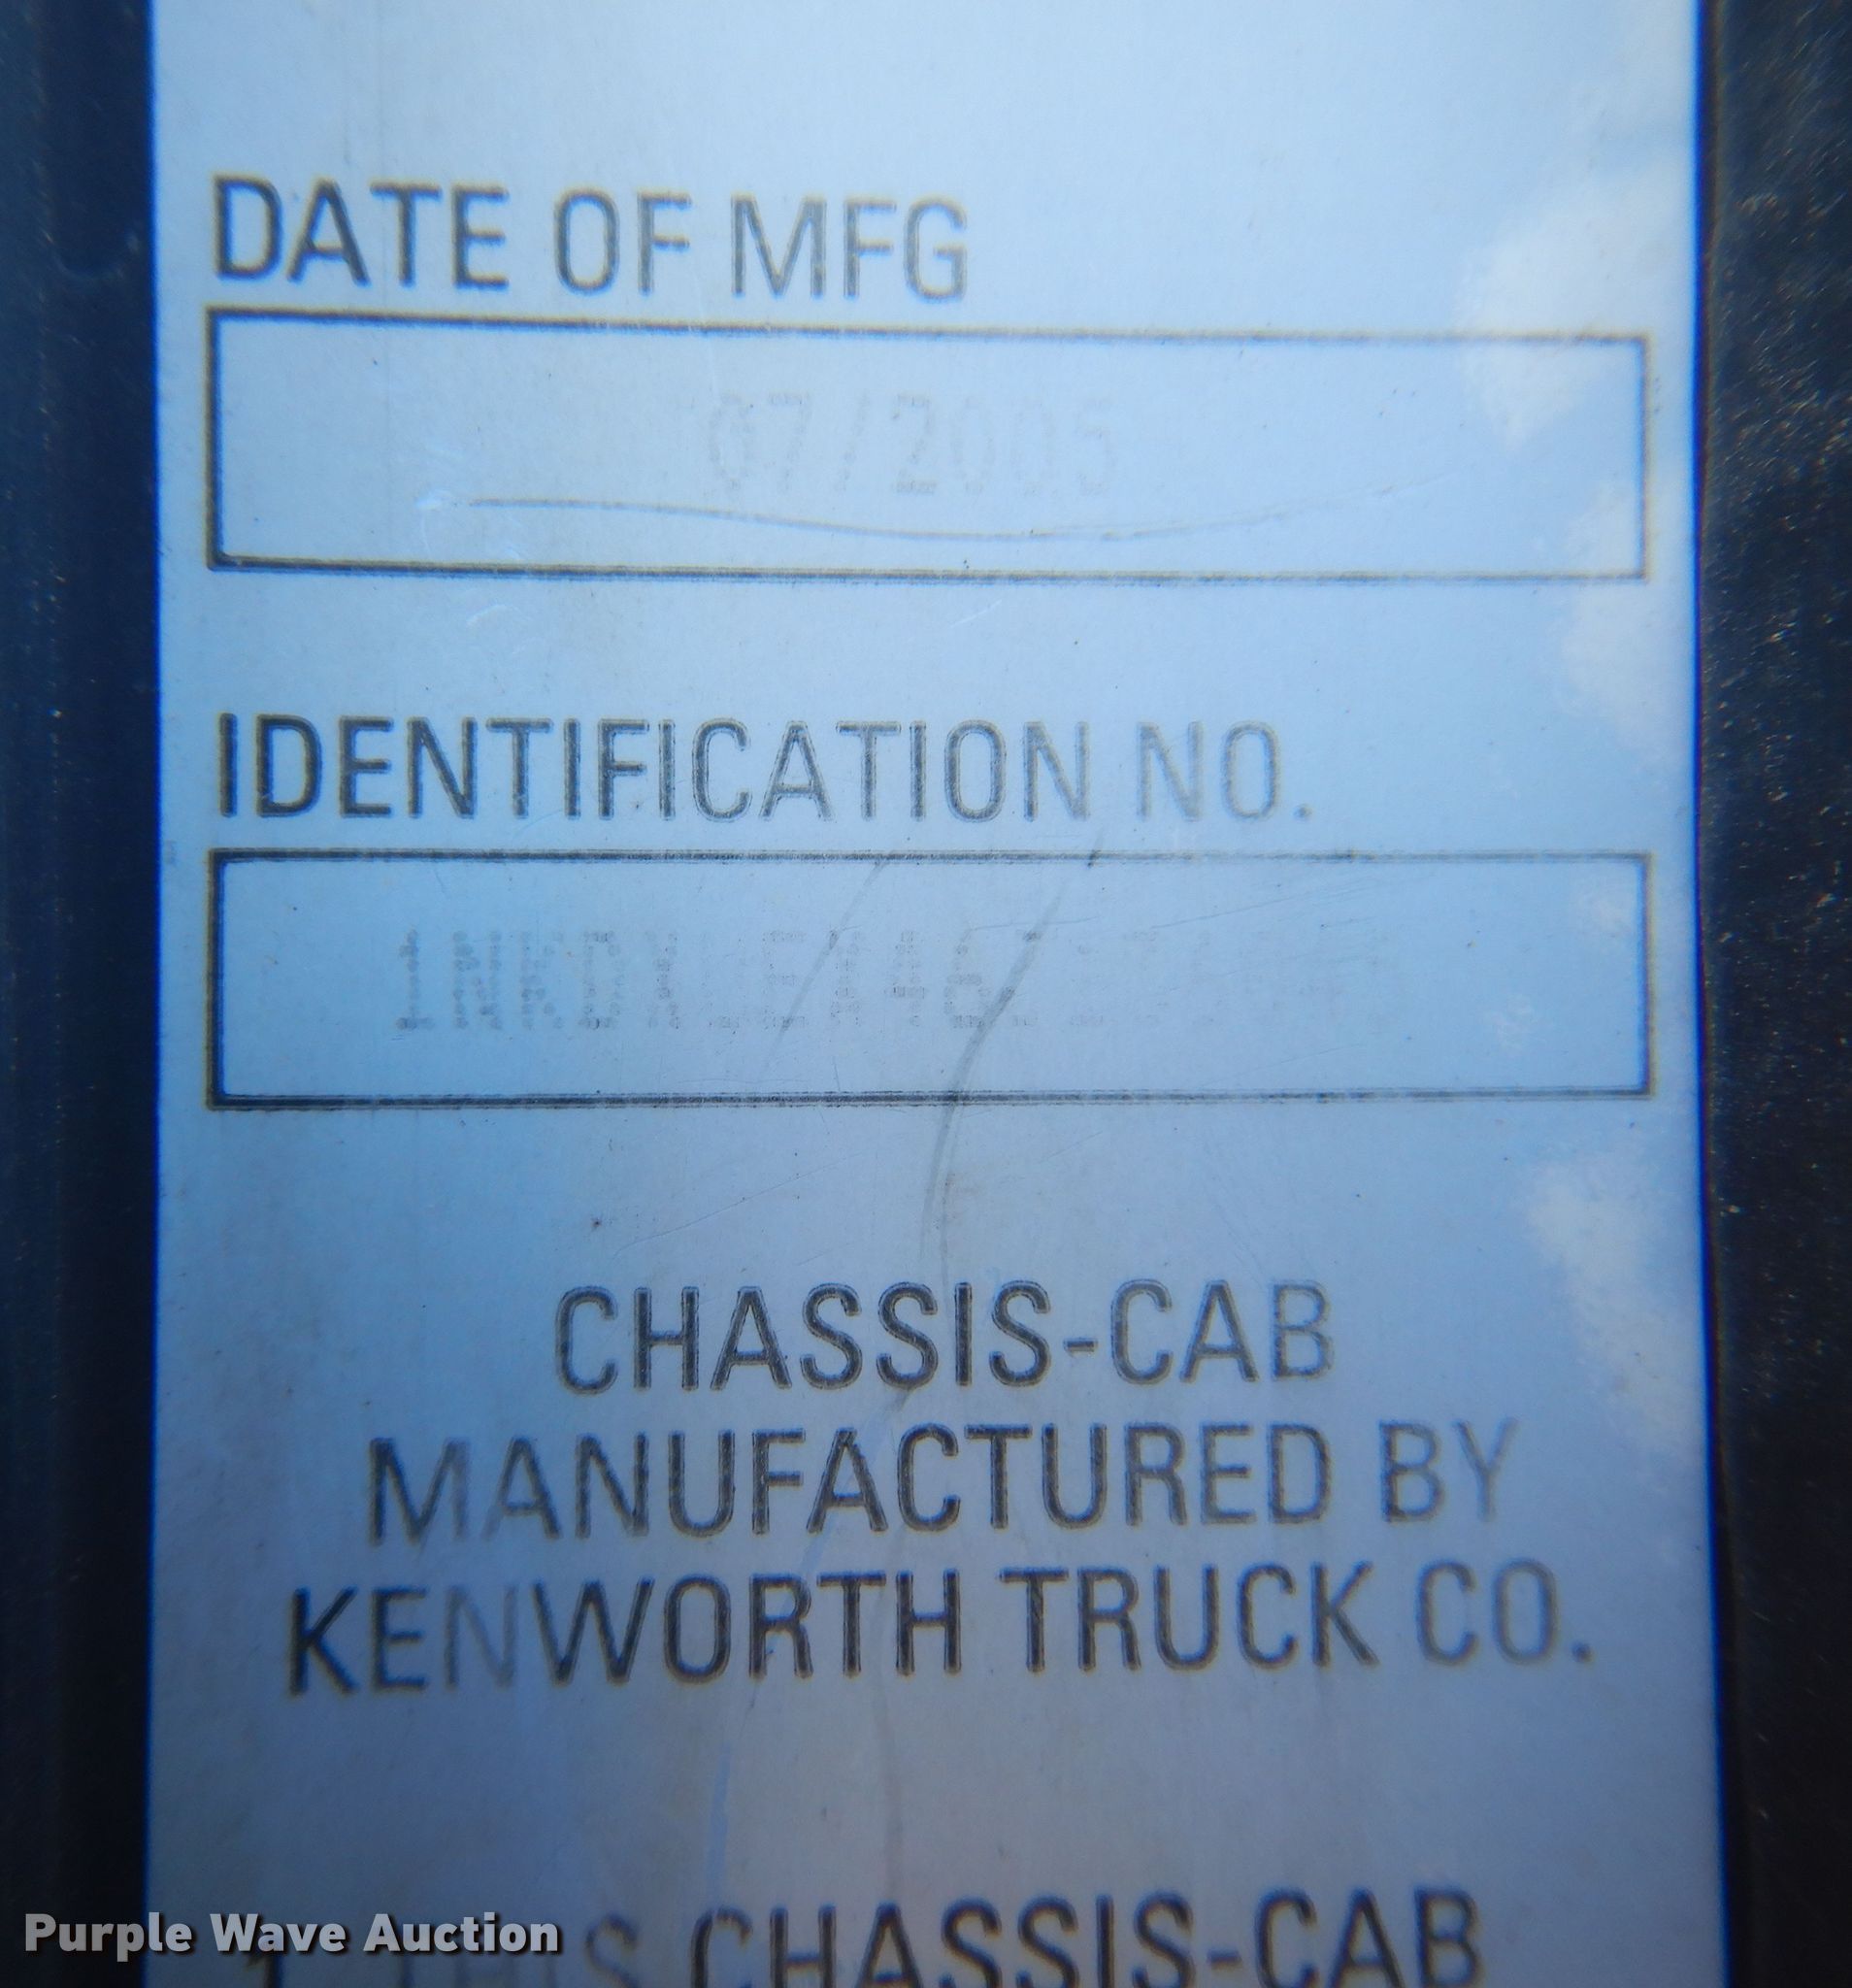 DATE OF MFG
07/2005
IDENTIFICATION NO.
CHASSIS-CAB
MANUFACTURED BY
KENWORTH TRUCK CO.
CHASSIS-CAB
Purple Wave Auction